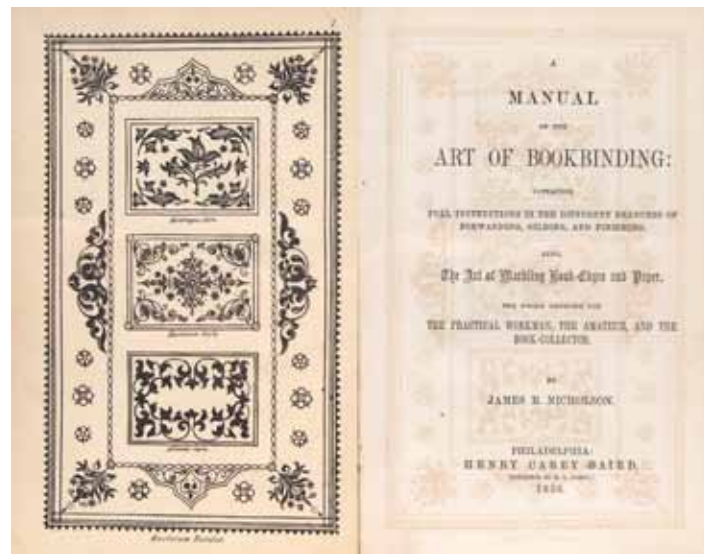 A
MANUAL
OF THE
ART OF BOOKBINDING:
CONTAINING
FULL INSTRUCTIONS IN THE DIFFERENT BRANCHES OF
FORWARDING, GILDING, AND FINISHING.
ALSO,
The Art of Marbling Book-Edges and Paper.
THE WHOLE DESIGNED FOR
THE PRACTICAL WORKMAN, THE AMATEUR, AND THE
BOOK-COLLECTOR.
BY
JAMES B. NICHOLSON.
PHILADELPHIA:
HENRY CAREY BAIRD,
1856.